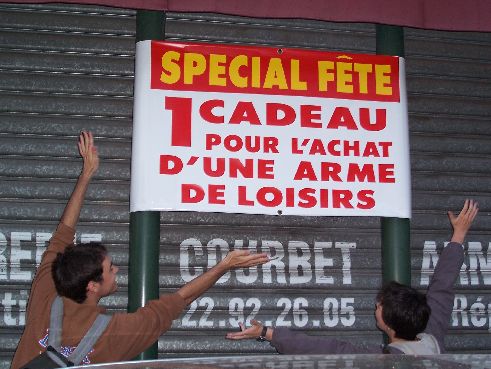 SPECIAL FÊTE
1 CADEAU
POUR L'ACHAT
D'UNE ARME
DE LOISIRS
COURBET
22.92.26.05